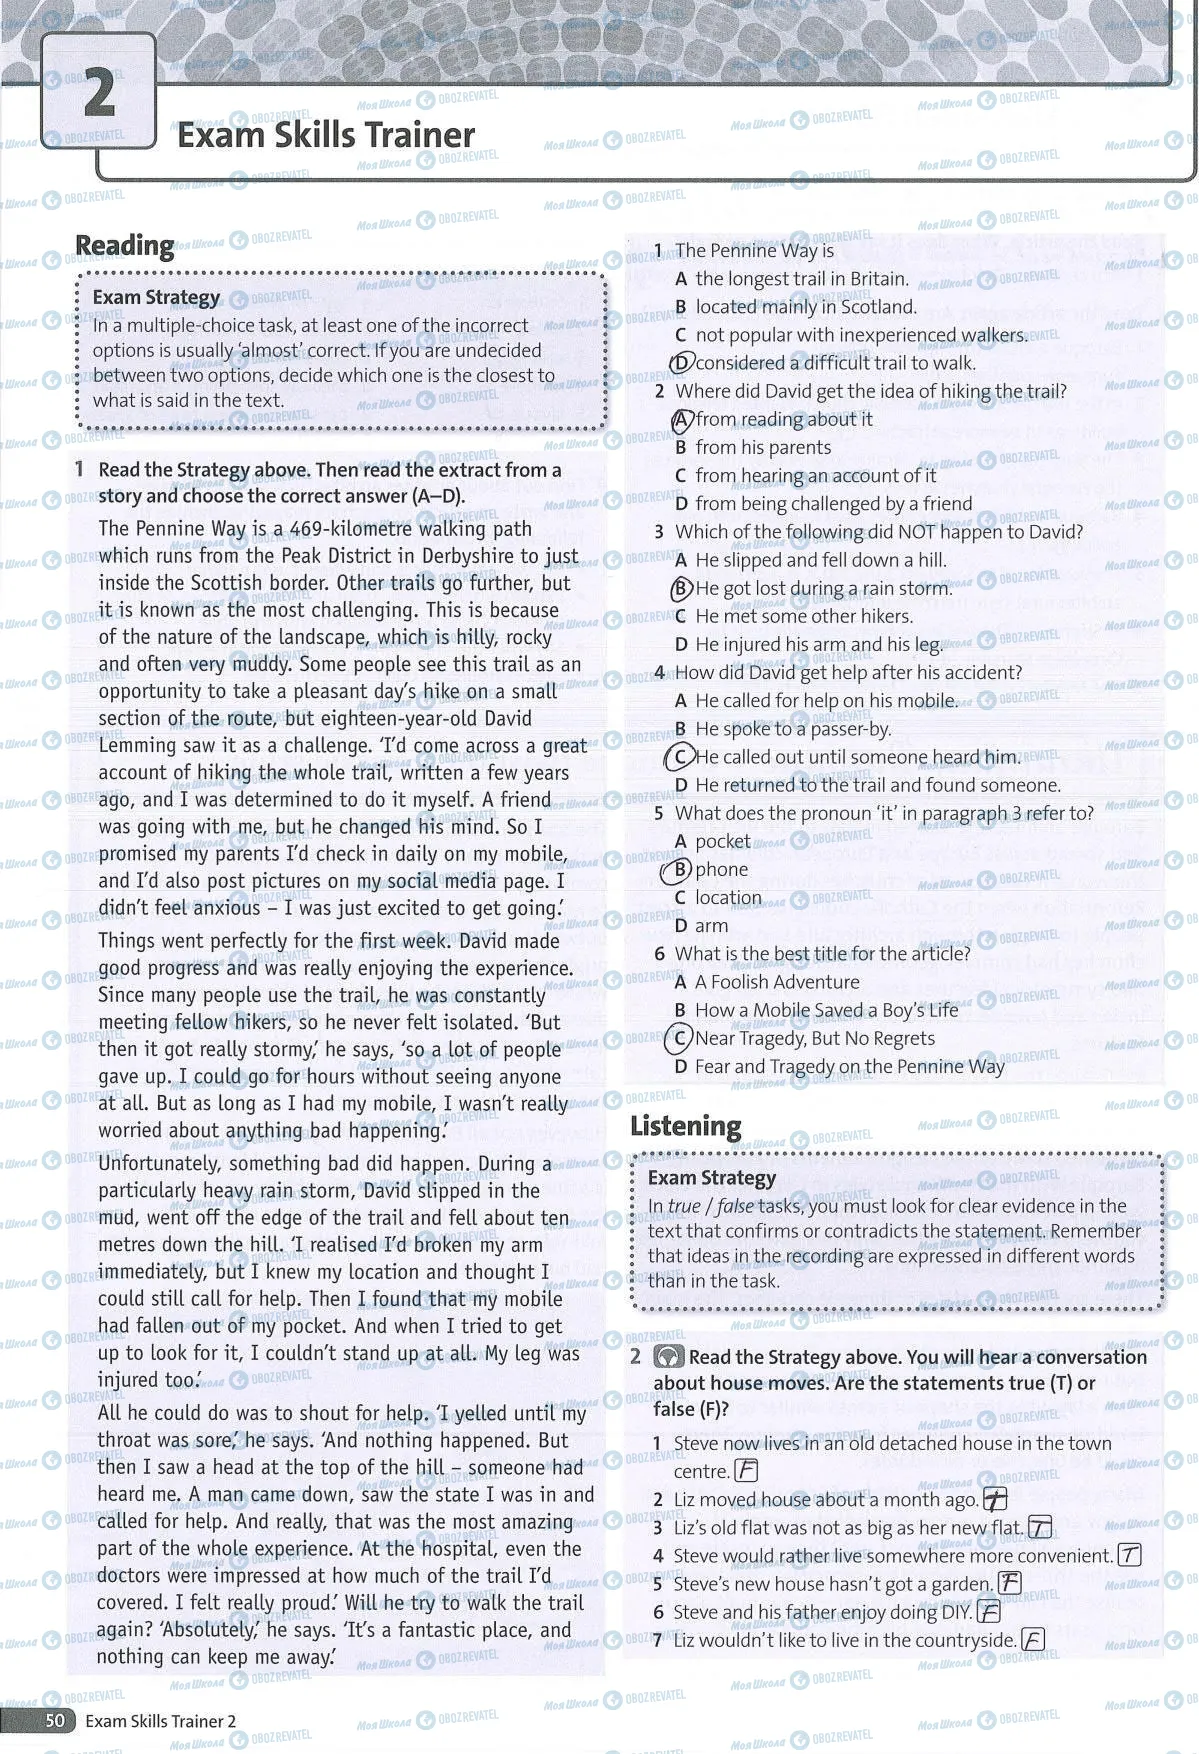 2
Exam Skills Trainer
Reading
Exam Strategy
In a multiple-choice task, at least one of the incorrect
options is usually 'almost' correct. If you are undecided
between two options, decide which one is the closest to
what is said in the text.
1 Read the Strategy above. Then read the extract from a
story and choose the correct answer (A–D).
The Pennine Way is a 469-kilometre walking path
which runs from the Peak District in Derbyshire to just
inside the Scottish border. Other trails go further, but
it is known as the most challenging. This is because
of the nature of the landscape, which is hilly, rocky
and often very muddy. Some people see this trail as an
opportunity to take a pleasant day's hike on a small
section of the route, but eighteen-year-old David
Lemming saw it as a challenge. 'I'd come across a great
account of hiking the whole trail, written a few years
ago, and I was determined to do it myself. A friend
was going with me, but he changed his mind. So I
promised my parents I'd check in daily on my mobile,
and I'd also post pictures on my social media page. I
didn't feel anxious – I was just excited to get going.'
Things went perfectly for the first week. David made
good progress and was really enjoying the experience.
Since many people use the trail, he was constantly
meeting fellow hikers, so he never felt isolated. 'But
then it got really stormy,' he says, 'so a lot of people
gave up. I could go for hours without seeing anyone
at all. But as long as I had my mobile, I wasn't really
worried about anything bad happening.'
Unfortunately, something bad did happen. During a
particularly heavy rain storm, David slipped in the
mud, went off the edge of the trail and fell about ten
metres down the hill. 'I realised I'd broken my arm
immediately, but I knew my location and thought I
could still call for help. Then I found that my mobile
had fallen out of my pocket. And when I tried to get
up to look for it, I couldn't stand up at all. My leg was
injured too.'
All he could do was to shout for help. 'I yelled until my
throat was sore,' he says. 'And nothing happened. But
then I saw a head at the top of the hill – someone had
heard me. A man came down, saw the state I was in and
called for help. And really, that was the most amazing
part of the whole experience. At the hospital, even the
doctors were impressed at how much of the trail I'd
covered. I felt really proud.' Will he try to walk the trail
again? 'Absolutely,' he says. 'It's a fantastic place, and
nothing can keep me away.'
1 The Pennine Way is
A the longest trail in Britain.
B located mainly in Scotland.
C not popular with inexperienced walkers.
D considered a difficult trail to walk.
2 Where did David get the idea of hiking the trail?
A from reading about it
B from his parents
C from hearing an account of it
D from being challenged by a friend
3 Which of the following did NOT happen to David?
A He slipped and fell down a hill.
B He got lost during a rain storm.
C He met some other hikers.
D He injured his arm and his leg.
4 How did David get help after his accident?
A He called for help on his mobile.
B He spoke to a passer-by.
C He called out until someone heard him.
D He returned to the trail and found someone.
5 What does the pronoun 'it' in paragraph 3 refer to?
A pocket
B phone
C location
D arm
6 What is the best title for the article?
A A Foolish Adventure
B How a Mobile Saved a Boy's Life
C Near Tragedy, But No Regrets
D Fear and Tragedy on the Pennine Way
Listening
Exam Strategy
In true / false tasks, you must look for clear evidence in the
text that confirms or contradicts the statement. Remember
that ideas in the recording are expressed in different words
than in the task.
2 Read the Strategy above. You will hear a conversation
about house moves. Are the statements true (T) or
false (F)?
1 Steve now lives in an old detached house in the town
centre. F
2 Liz moved house about a month ago. T
3 Liz's old flat was not as big as her new flat. T
4 Steve would rather live somewhere more convenient. T
5 Steve's new house hasn't got a garden. F
6 Steve and his father enjoy doing DIY. F
7 Liz wouldn't like to live in the countryside. F
50 Exam Skills Trainer 2
Моя Школа OBOZREVATEL